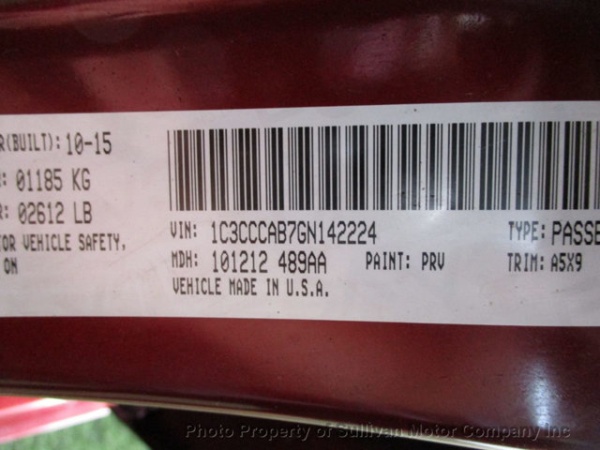 R(BUILT): 10-15
: 01185 KG
R: 02612 LB
TOR VEHICLE SAFETY,
ON
VIN: 1C3CCCAB7GN142224
TYPE: PASSE
MDH: 101212 489AA
PAINT: PRV
TRIM: A5X9
VEHICLE MADE IN U.S.A.
Photo Property of Sullivan Motor Company Inc